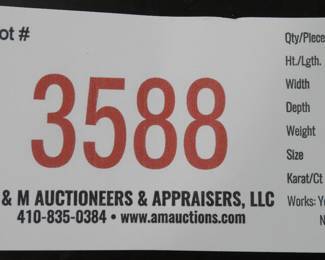 ot #
3588
& M AUCTIONEERS & APPRAISERS, LLC
410-835-0384 • www.amauctions.com
Qty/Piece
Ht./Lgth.
Width
Depth
Weight
Size
Karat/Ct
Works: Y
N